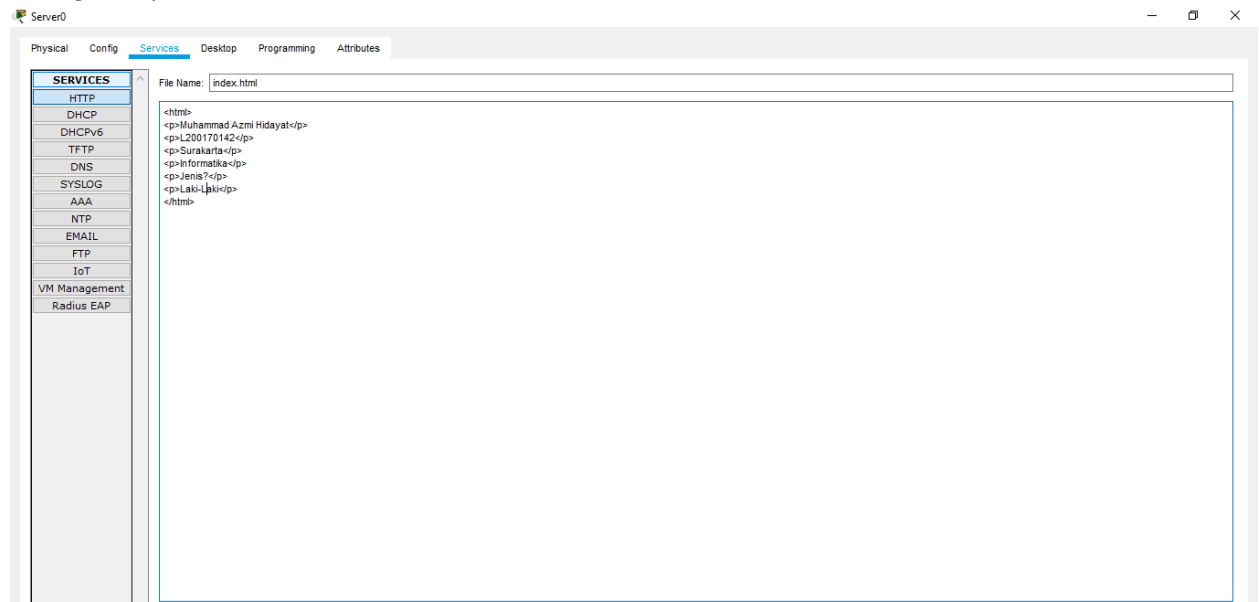 Server0
Physical Config Services Desktop Programming Attributes
SERVICES
HTTP
DHCP
DHCPv6
TFTP
DNS
SYSLOG
AAA
NTP
EMAIL
FTP
IoT
VM Management
Radius EAP
File Name: index.html
<html>
<p>Muhammad Azmi Hidayat</p>
<p>L200170142</p>
<p>Surakarta</p>
<p>Informatika</p>
<p>Jenis?</p>
<p>Laki-Laki</p>
</html>